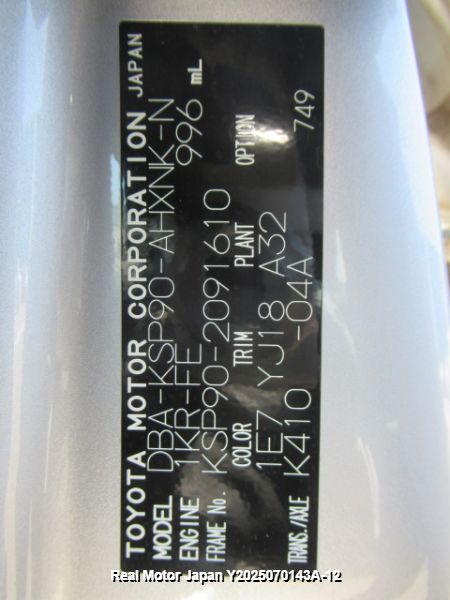 TOYOTA MOTOR CORPORATION JAPAN
MODEL DBA-KSP90-AHXNK-N
ENGINE 1KR-FE 996 mL
FRAME No. KSP90-2091610
COLOR TRIM PLANT OPTION
1E7 YJ18 A32 749
TRANS./AXLE K410 -04A
Real Motor Japan Y2025070143A-12